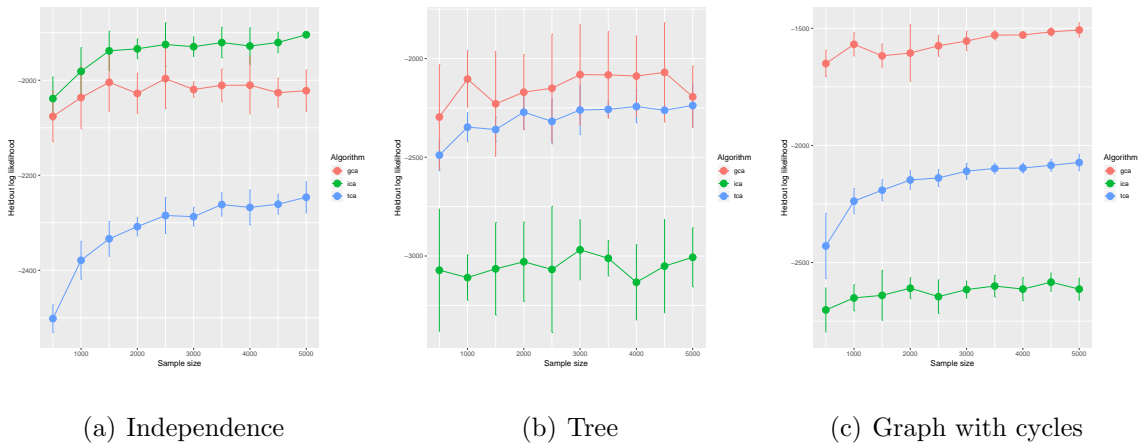 Heldout log likelihood
−2000
−2200
−2400
1000
2000
3000
4000
5000
Sample size
Algorithm
gca
ica
tca
(a) Independence
Heldout log likelihood
−2000
−2500
−3000
1000
2000
3000
4000
5000
Sample size
Algorithm
gca
ica
tca
(b) Tree
Heldout log likelihood
−1500
−2000
−2500
1000
2000
3000
4000
5000
Sample size
Algorithm
gca
ica
tca
(c) Graph with cycles